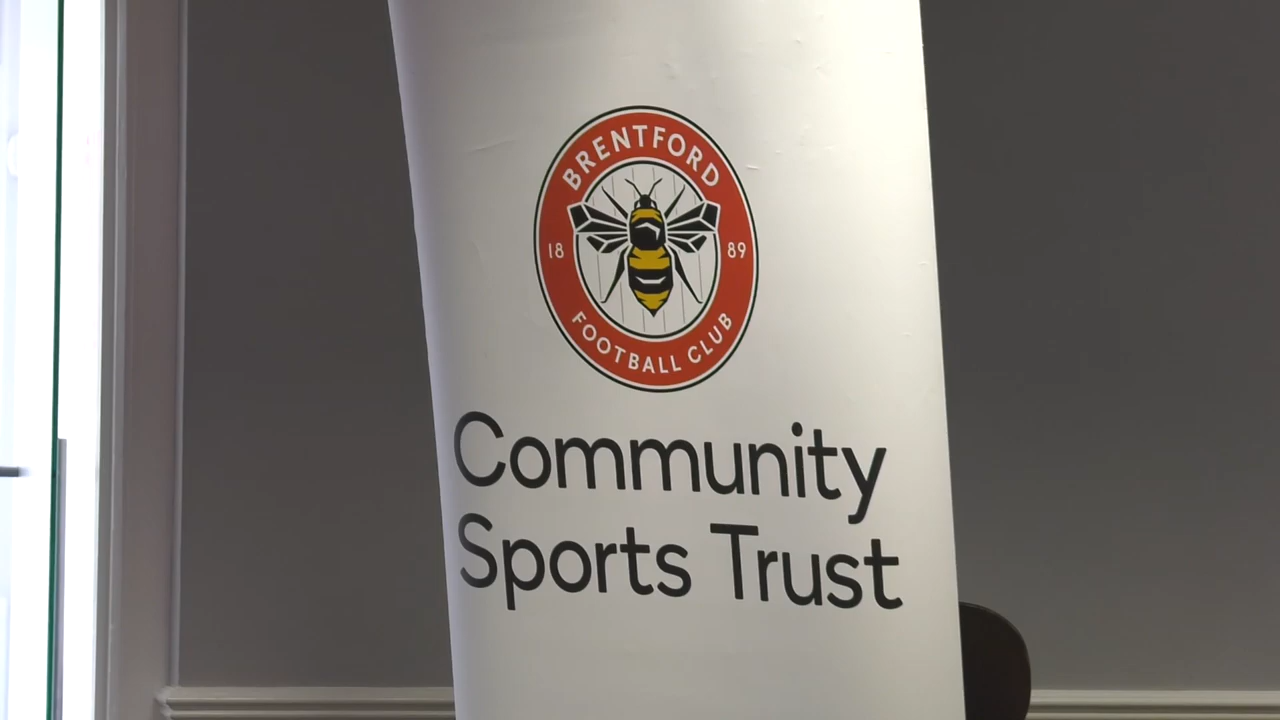 BRENTFORD
18 89
FOOTBALL CLUB
Community
Sports Trust